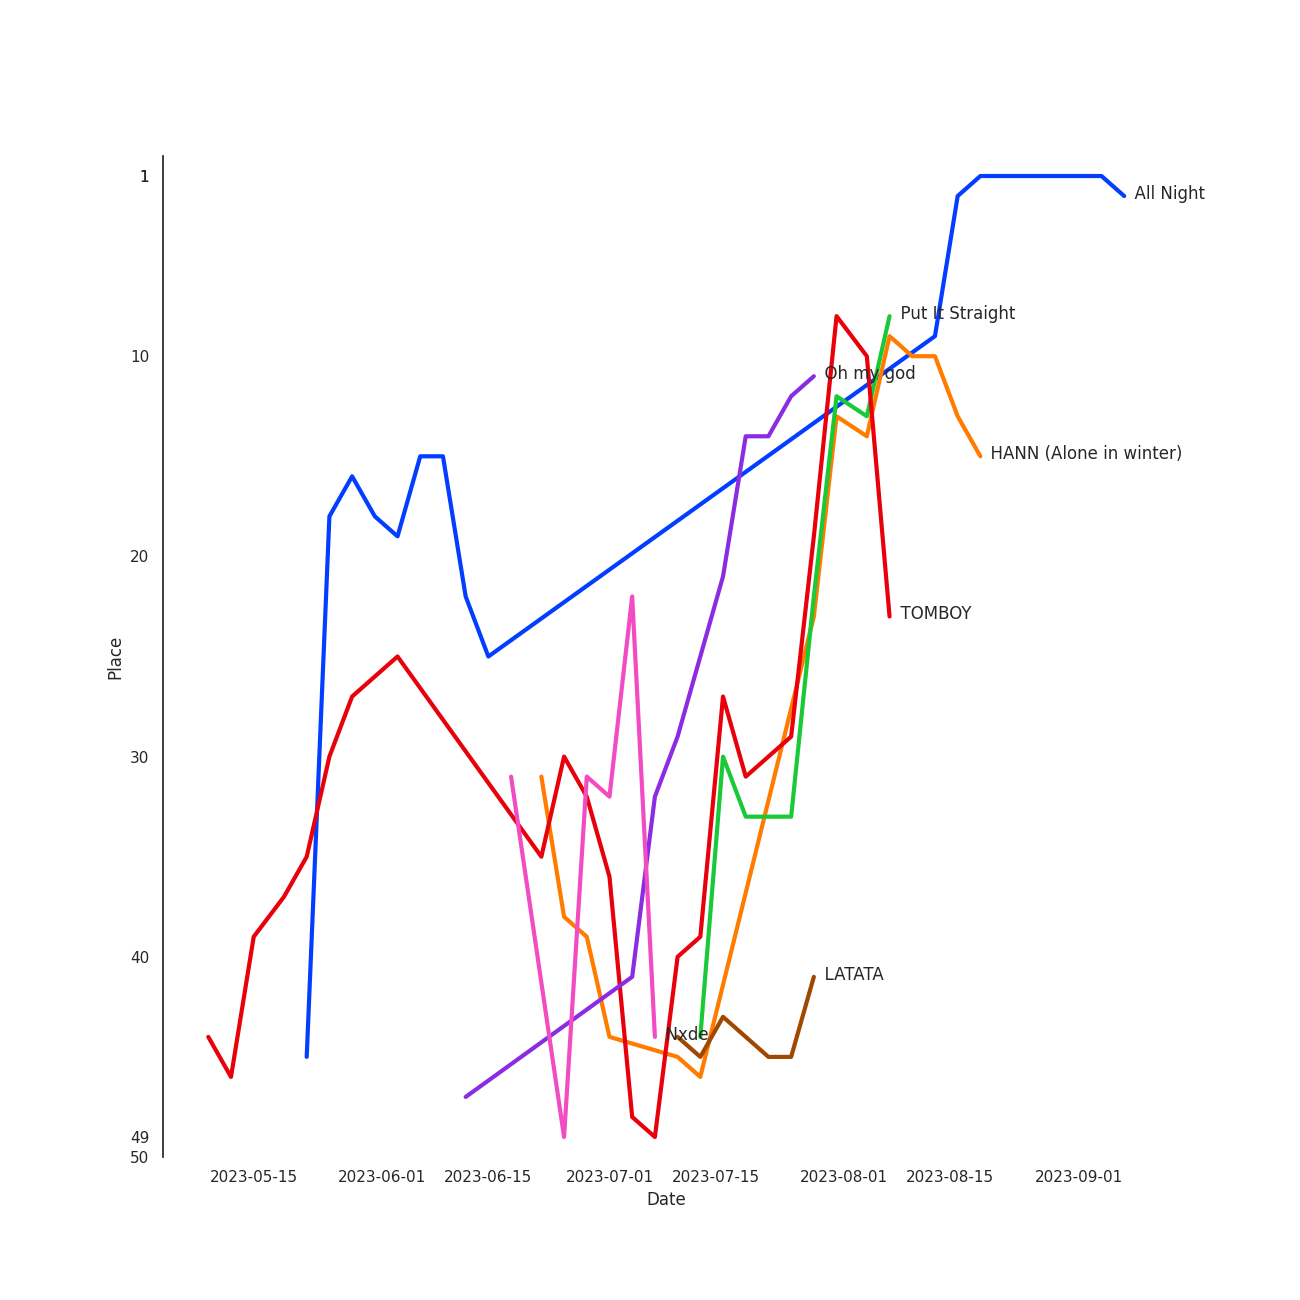 1
All Night
Put It Straight
10
Oh my god
HANN (Alone in winter)
20
TOMBOY
Place
30
40
LATATA
Nxde
49
50
2023-05-15
2023-06-01
2023-06-15
2023-07-01
2023-07-15
2023-08-01
2023-08-15
2023-09-01
Date